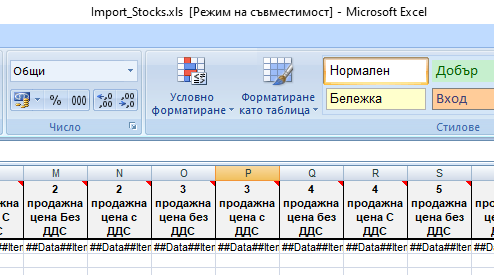 Import_Stocks.xls [Режим на съвместимост] - Microsoft Excel
Общи
% 000
,00 ,0
,0 ,00
Число
Условно форматиране
Форматиране като таблица
Нормален
Добър
Бележка
Вход
Стилове
M N O P Q R S
2 2 3 3 4 4 5
продажна продажна продажна продажна продажна продажна продажна
цена Без цена с цена без цена с цена без цена С цена без
ДДС ДДС ДДС ДДС ДДС ДДС ДДС
##Data##Iter ##Data##Iter ##Data##Iter ##Data##Iter ##Data##Iter ##Data##Iter ##Data##Iter